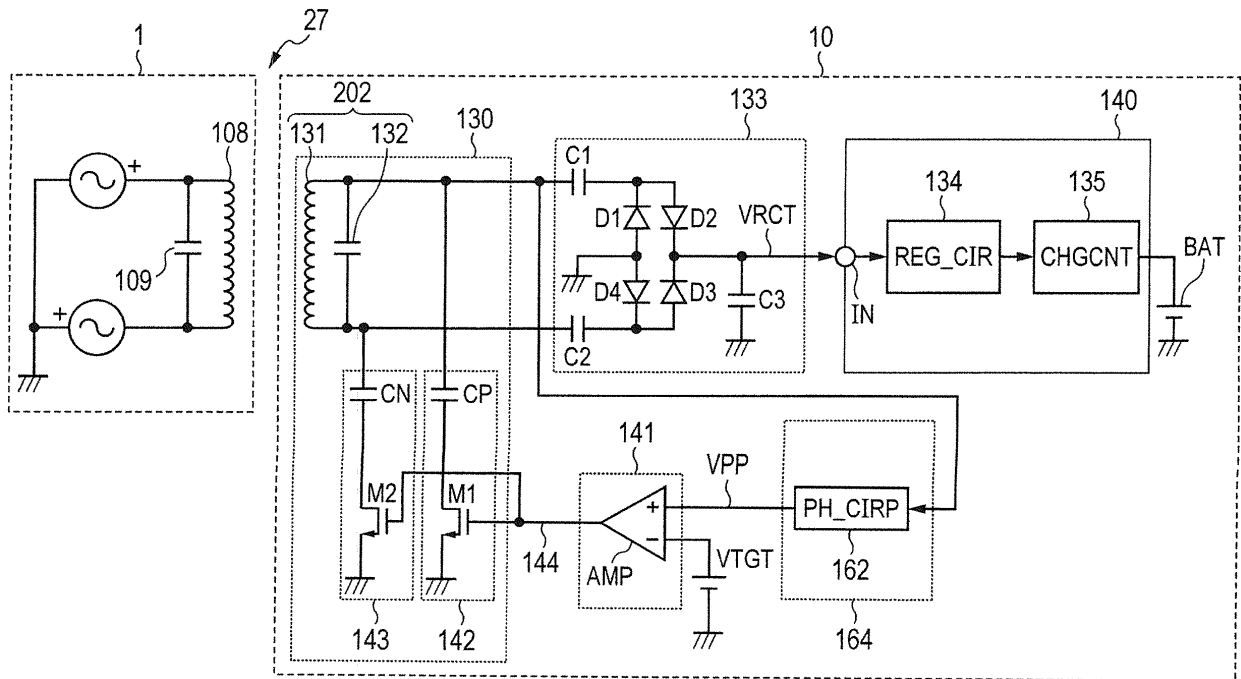 27
1
10
202
131
132
130
133
140
108
109
+
+
C1
D1
D2
D4
D3
C2
C3
VRCT
134
135
REG_CIR
CHGCNT
IN
BAT
CN
CP
M2
M1
143
142
144
141
AMP
+
−
VPP
VTGT
PH_CIRP
162
164